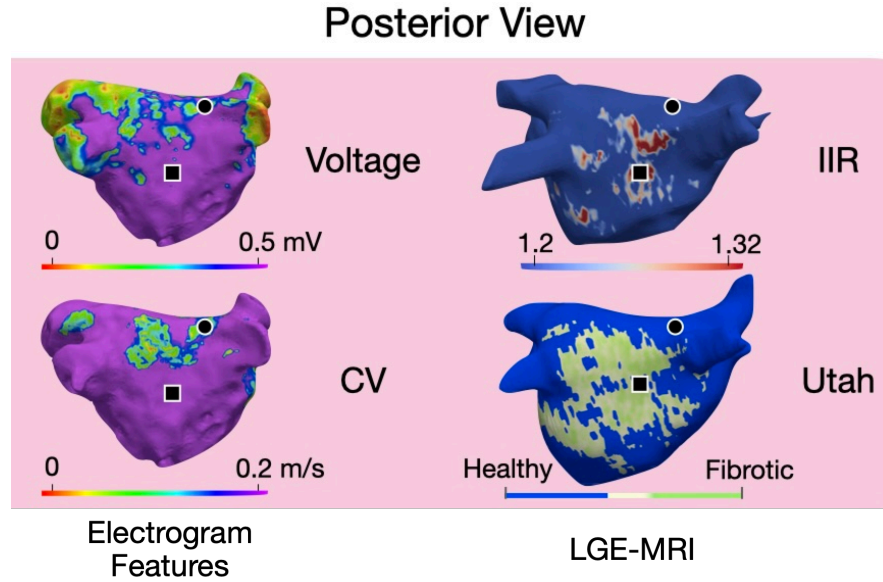 Posterior View
Voltage
0
0.5 mV
IIR
1.2
1.32
CV
0
0.2 m/s
Utah
Healthy
Fibrotic
Electrogram
Features
LGE-MRI